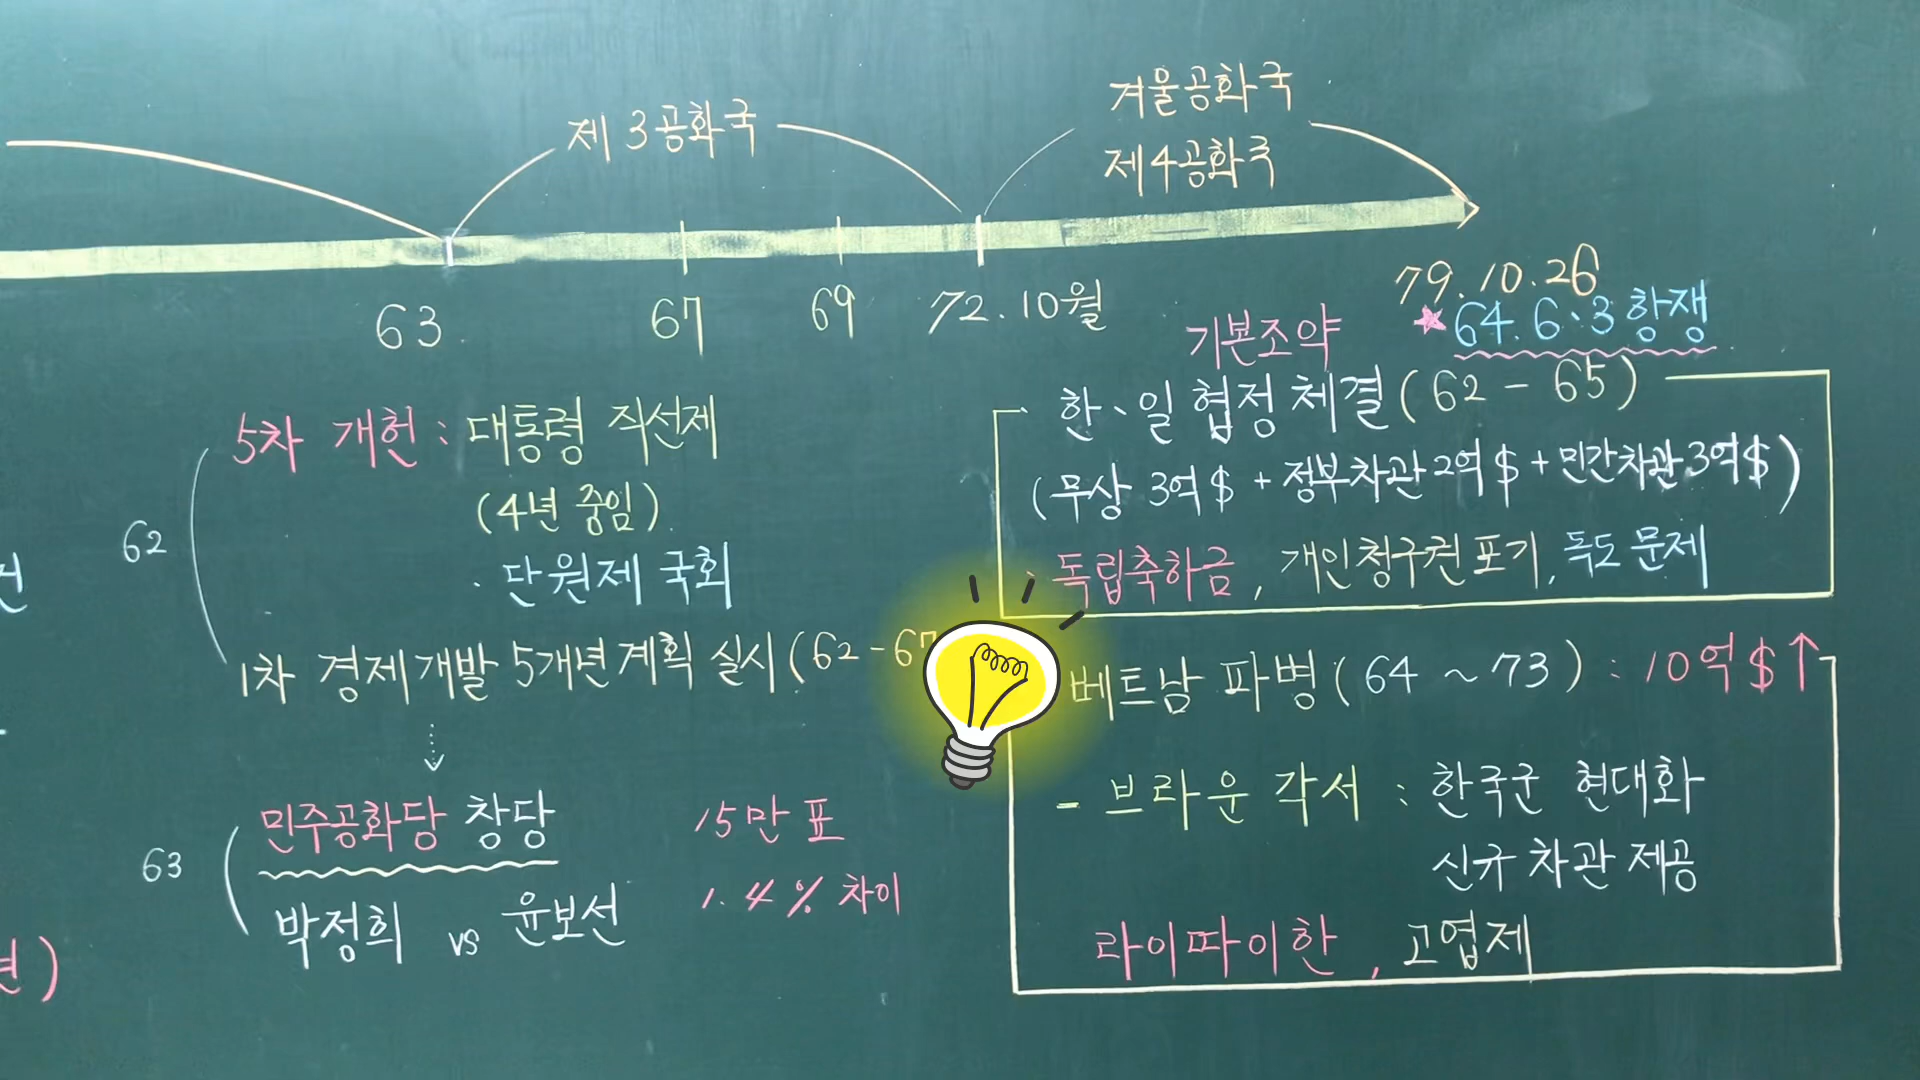 제 3공화국
겨울공화국
제4공화국
63
67
69
72. 10월
79. 10. 26
5차 개헌 : 대통령 직선제
(4년 중임)
· 단원제 국회
62
1차 경제개발 5개년계획 실시 (62-67
63
민주공화당 창당
박정희 vs 윤보선
15만 표
1. 4% 차이
기본조약
★ 64. 6·3 항쟁
한·일 협정 체결 (62 - 65)
(무상 3억$ + 정부차관 2억$ + 민간차관 3억$)
· 독립축하금, 개인청구권 포기, 독도 문제
베트남 파병 (64 ~ 73) : 10억$↑
- 브라운 각서 : 한국군 현대화
신규 차관 제공
라이따이한, 고엽제